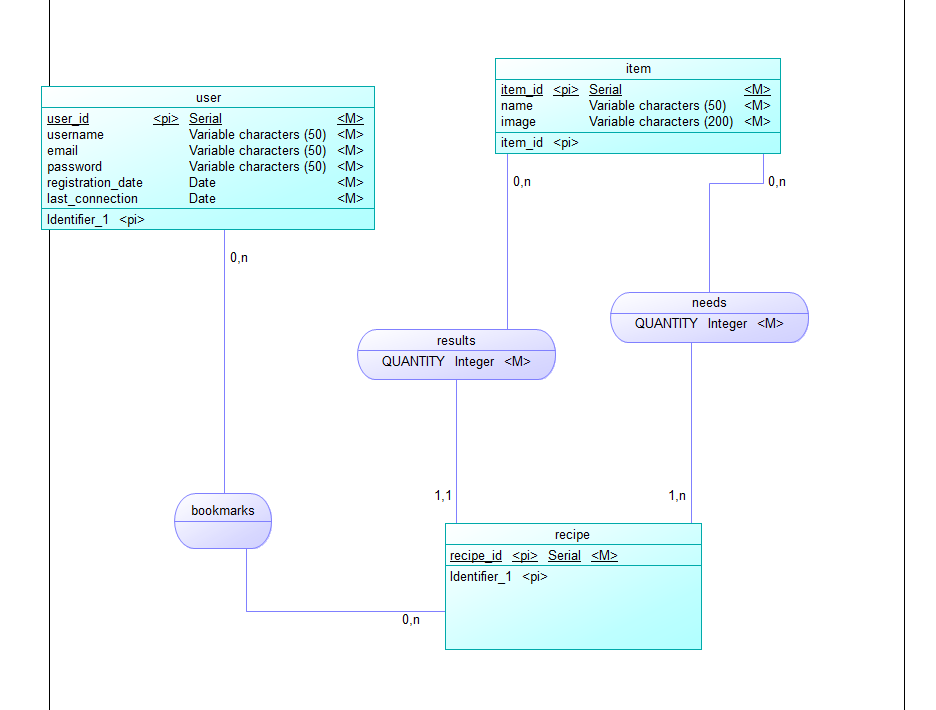 user
user_id <pi> Serial <M>
username Variable characters (50) <M>
email Variable characters (50) <M>
password Variable characters (50) <M>
registration_date Date <M>
last_connection Date <M>
Identifier_1 <pi>
0,n
item
item_id <pi> Serial <M>
name Variable characters (50) <M>
image Variable characters (200) <M>
item_id <pi>
0,n
0,n
needs
QUANTITY Integer <M>
results
QUANTITY Integer <M>
1,1
1,n
bookmarks
recipe
recipe_id <pi> Serial <M>
Identifier_1 <pi>
0,n